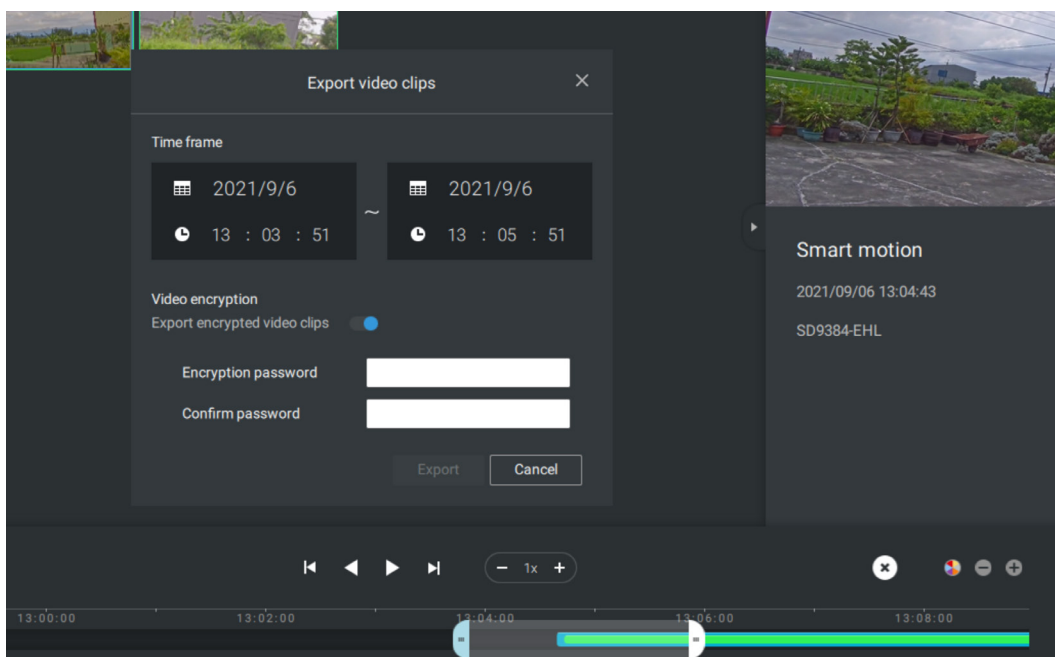 Export video clips
Time frame
2021/9/6
13 : 03 : 51
~
2021/9/6
13 : 05 : 51
Video encryption
Export encrypted video clips
Encryption password
Confirm password
Export
Cancel
Smart motion
2021/09/06 13:04:43
SD9384-EHL
1x
13:00:00
13:02:00
13:04:00
13:06:00
13:08:00